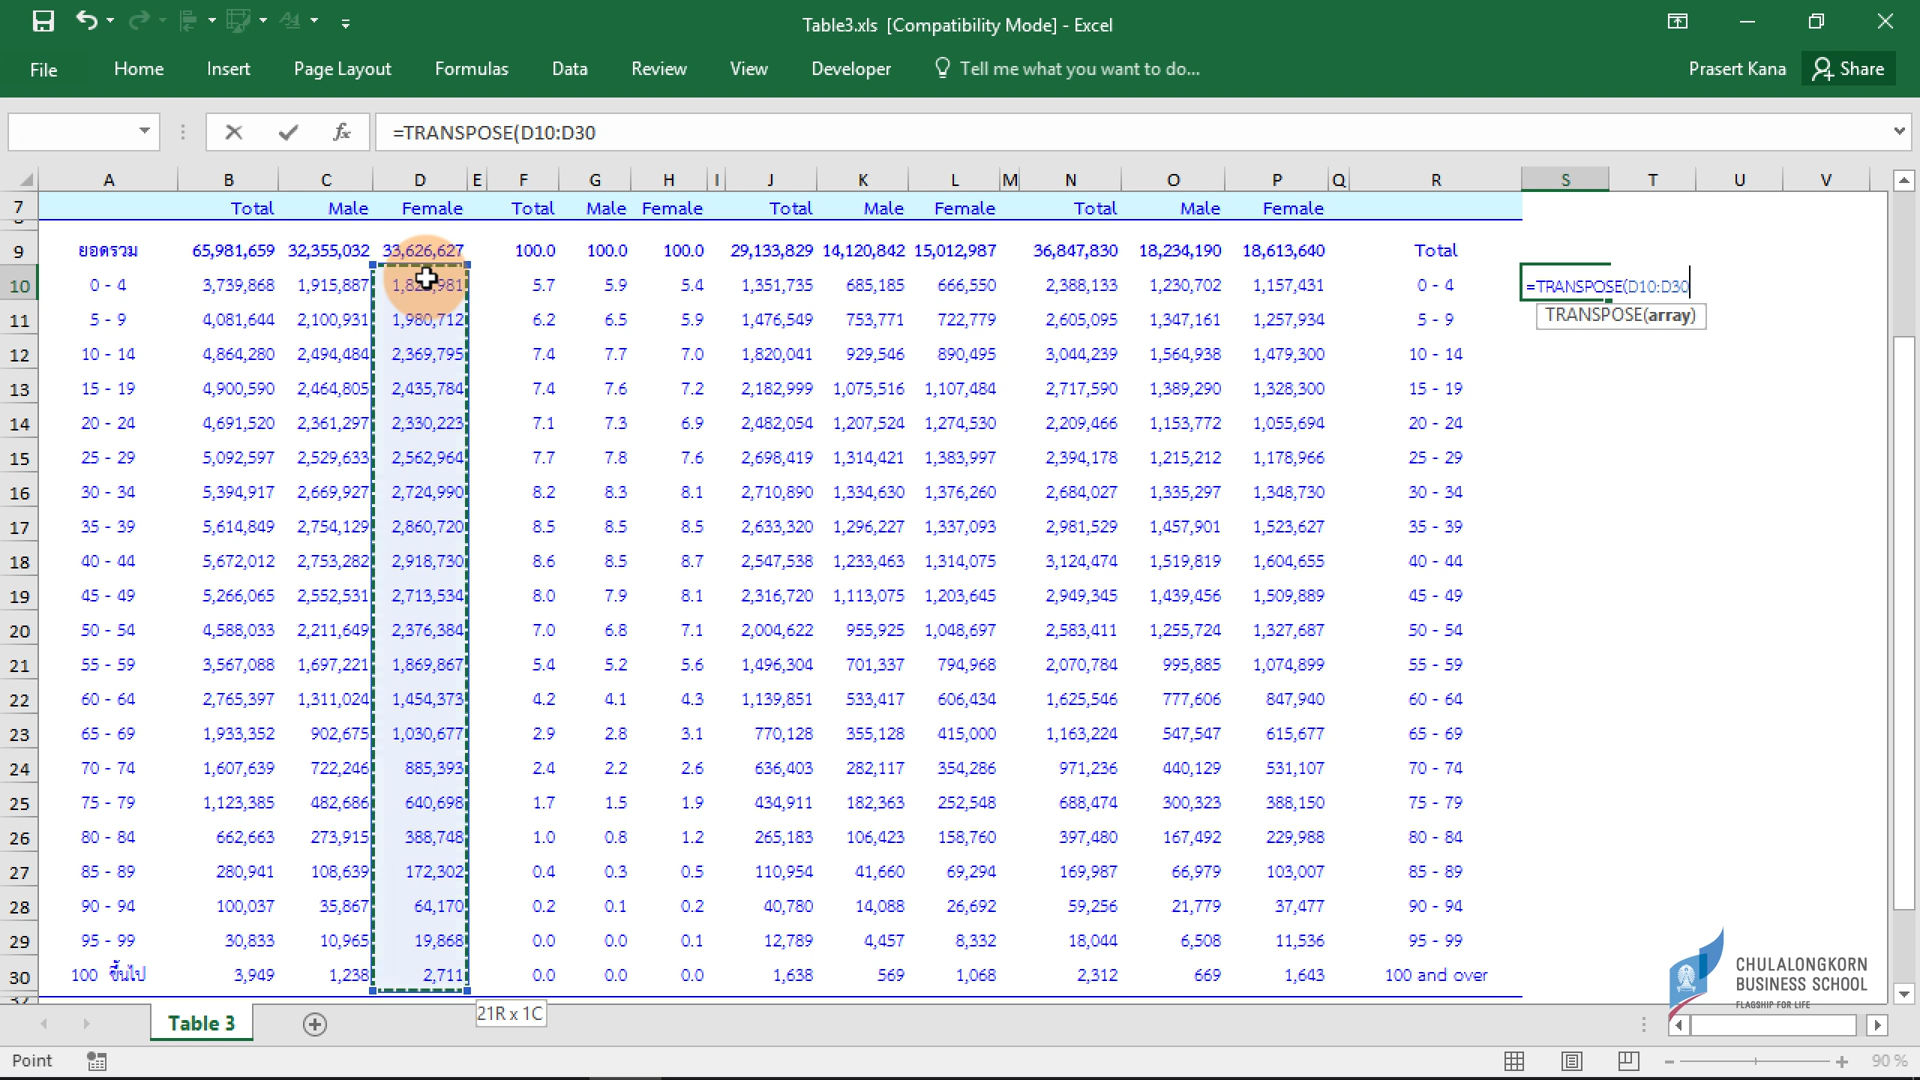 Table3.xls [Compatibility Mode] - Excel
File Home Insert Page Layout Formulas Data Review View Developer Tell me what you want to do... Prasert Kana Share
fx =TRANSPOSE(D10:D30
A B C D E F G H I J K L M N O P Q R S T U V
7 Total Male Female Total Male Female Total Male Female Total Male Female
9 ยอดรวม 65,981,659 32,355,032 33,626,627 100.0 100.0 100.0 29,133,829 14,120,842 15,012,987 36,847,830 18,234,190 18,613,640 Total
10 0 - 4 3,739,868 1,915,887 5.7 5.9 5.4 1,351,735 685,185 666,550 2,388,133 1,230,702 1,157,431 0 - 4 =TRANSPOSE(D10:D30
TRANSPOSE(array)
11 5 - 9 4,081,644 2,100,931 1,980,712 6.2 6.5 5.9 1,476,549 753,771 722,779 2,605,095 1,347,161 1,257,934 5 - 9
12 10 - 14 4,864,280 2,494,484 2,369,795 7.4 7.7 7.0 1,820,041 929,546 890,495 3,044,239 1,564,938 1,479,300 10 - 14
13 15 - 19 4,900,590 2,464,805 2,435,784 7.4 7.6 7.2 2,182,999 1,075,516 1,107,484 2,717,590 1,389,290 1,328,300 15 - 19
14 20 - 24 4,691,520 2,361,297 2,330,223 7.1 7.3 6.9 2,482,054 1,207,524 1,274,530 2,209,466 1,153,772 1,055,694 20 - 24
15 25 - 29 5,092,597 2,529,633 2,562,964 7.7 7.8 7.6 2,698,419 1,314,421 1,383,997 2,394,178 1,215,212 1,178,966 25 - 29
16 30 - 34 5,394,917 2,669,927 2,724,990 8.2 8.3 8.1 2,710,890 1,334,630 1,376,260 2,684,027 1,335,297 1,348,730 30 - 34
17 35 - 39 5,614,849 2,754,129 2,860,720 8.5 8.5 8.5 2,633,320 1,296,227 1,337,093 2,981,529 1,457,901 1,523,627 35 - 39
18 40 - 44 5,672,012 2,753,282 2,918,730 8.6 8.5 8.7 2,547,538 1,233,463 1,314,075 3,124,474 1,519,819 1,604,655 40 - 44
19 45 - 49 5,266,065 2,552,531 2,713,534 8.0 7.9 8.1 2,316,720 1,113,075 1,203,645 2,949,345 1,439,456 1,509,889 45 - 49
20 50 - 54 4,588,033 2,211,649 2,376,384 7.0 6.8 7.1 2,004,622 955,925 1,048,697 2,583,411 1,255,724 1,327,687 50 - 54
21 55 - 59 3,567,088 1,697,221 1,869,867 5.4 5.2 5.6 1,496,304 701,337 794,968 2,070,784 995,885 1,074,899 55 - 59
22 60 - 64 2,765,397 1,311,024 1,454,373 4.2 4.1 4.3 1,139,851 533,417 606,434 1,625,546 777,606 847,940 60 - 64
23 65 - 69 1,933,352 902,675 1,030,677 2.9 2.8 3.1 770,128 355,128 415,000 1,163,224 547,547 615,677 65 - 69
24 70 - 74 1,607,639 722,246 885,393 2.4 2.2 2.6 636,403 282,117 354,286 971,236 440,129 531,107 70 - 74
25 75 - 79 1,123,385 482,686 640,698 1.7 1.5 1.9 434,911 182,363 252,548 688,474 300,323 388,150 75 - 79
26 80 - 84 662,663 273,915 388,748 1.0 0.8 1.2 265,183 106,423 158,760 397,480 167,492 229,988 80 - 84
27 85 - 89 280,941 108,639 172,302 0.4 0.3 0.5 110,954 41,660 69,294 169,987 66,979 103,007 85 - 89
28 90 - 94 100,037 35,867 64,170 0.2 0.1 0.2 40,780 14,088 26,692 59,256 21,779 37,477 90 - 94
29 95 - 99 30,833 10,965 19,868 0.0 0.0 0.1 12,789 4,457 8,332 18,044 6,508 11,536 95 - 99
30 100 ขึ้นไป 3,949 1,238 2,711 0.0 0.0 0.0 1,638 569 1,068 2,312 669 1,643 100 and over
CHULALONGKORN
BUSINESS SCHOOL
FLAGSHIP FOR LIFE
21R x 1C
Table 3
Point 90 %